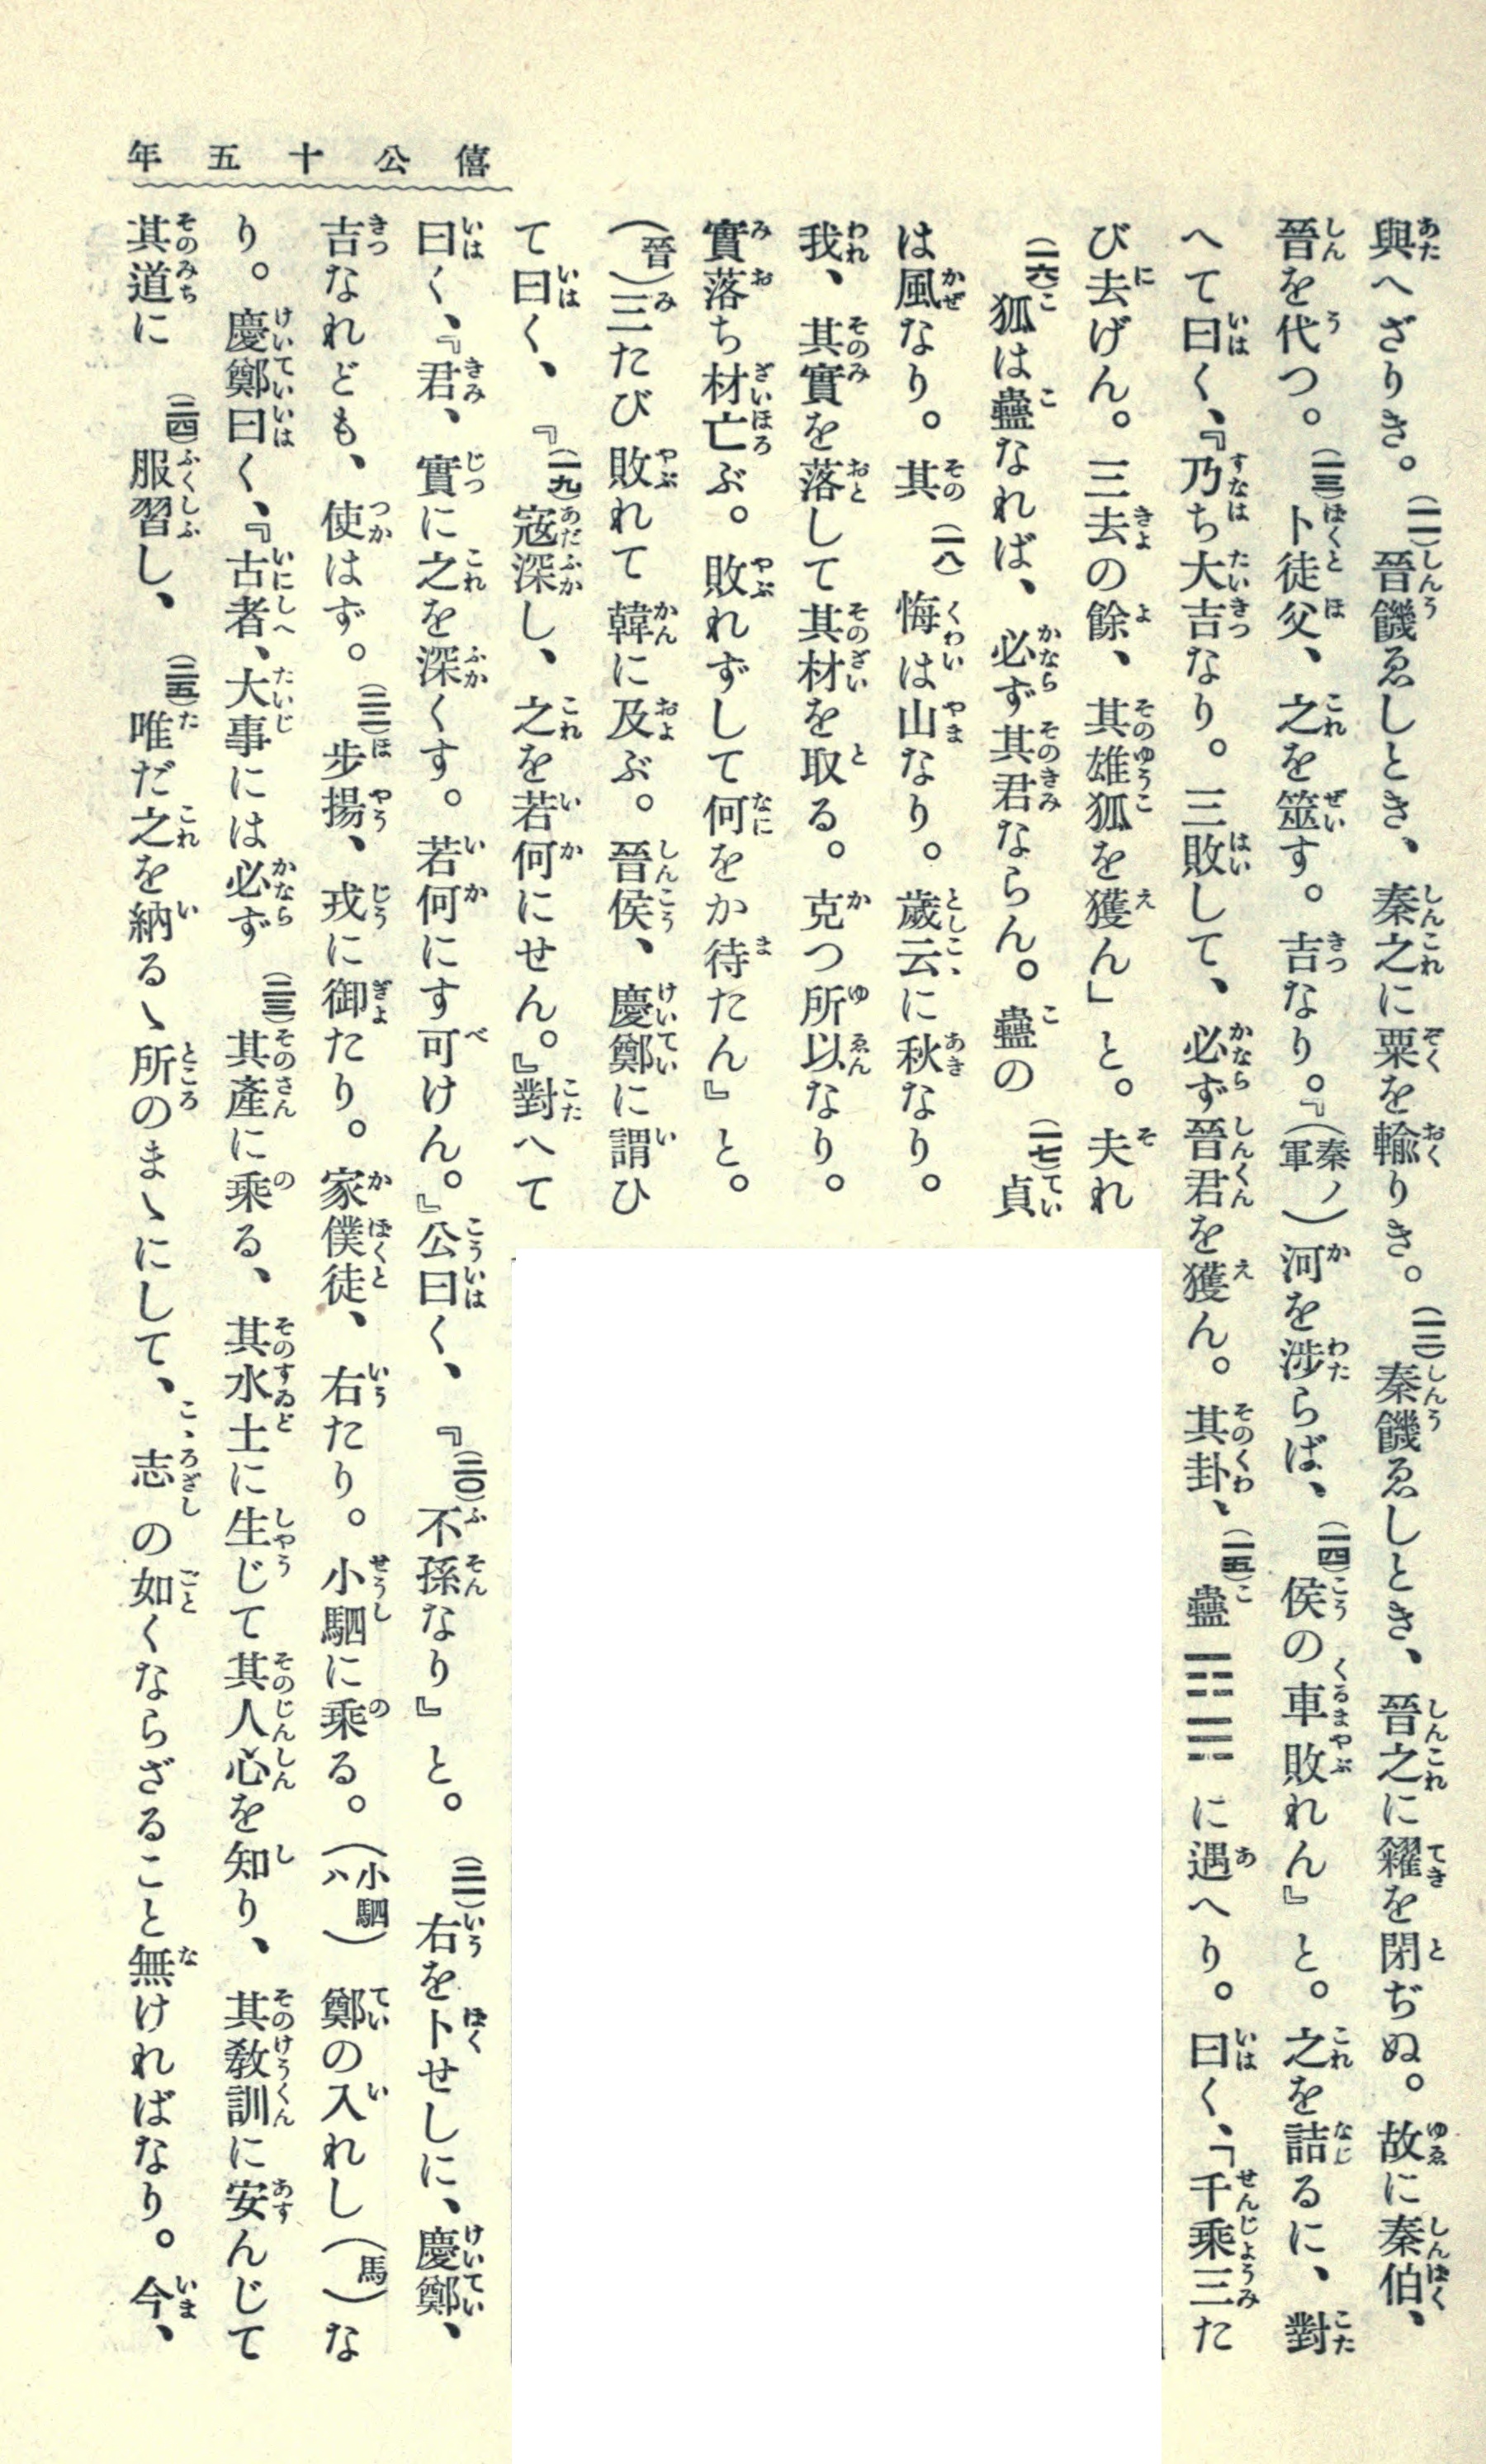 僖公十五年
與へざりき。(一一)晉饑ゑしとき、秦之に粟を輸りき。(一二)秦饑ゑしとき、晉之に糴を閉ぢぬ。故に秦伯、
晉を伐つ。(一三)卜徒父、之を筮す。吉なり。『(秦ノ軍)河を涉らば、(一四)侯の車敗れん』と。之を詰るに、對
へて曰く、『乃ち大吉なり。三敗して、必ず晉君を獲ん。其卦、(一五)蠱䷑に遇へり。曰く、「千乘三た
び去げん。三去の餘、其雄狐を獲ん」と。夫れ
(一六)狐は蠱なれば、必ず其君ならん。蠱の(一七)貞
は風なり。其(一八)悔は山なり。歲云に秋なり。
我、其實を落して其材を取る。克つ所以なり。
實落ち材亡ぶ。敗れずして何をか待たん』と。
(晉)三たび敗れて韓に及ぶ。晉侯、慶鄭に謂ひ
て曰く、『(一九)寇深し、之を若何にせん。』對へて
曰く、『君、實に之を深くす。若何にす可けん。』公曰く、『(二〇)不孫なり』と。(二一)右を卜せしに、慶鄭、
吉なれども、使はず。(二二)步揚、戎に御たり。家僕徒、右たり。小駟に乘る。(小駟ハ)鄭の入れし(馬)な
り。慶鄭曰く、『古者、大事には必ず(二三)其產に乘る、其水土に生じて其人心を知り、其敎訓に安んじて
其道に(二四)服習し、(二五)唯だ之を納るゝ所のまゝにして、志の如くならざること無ければなり。今、